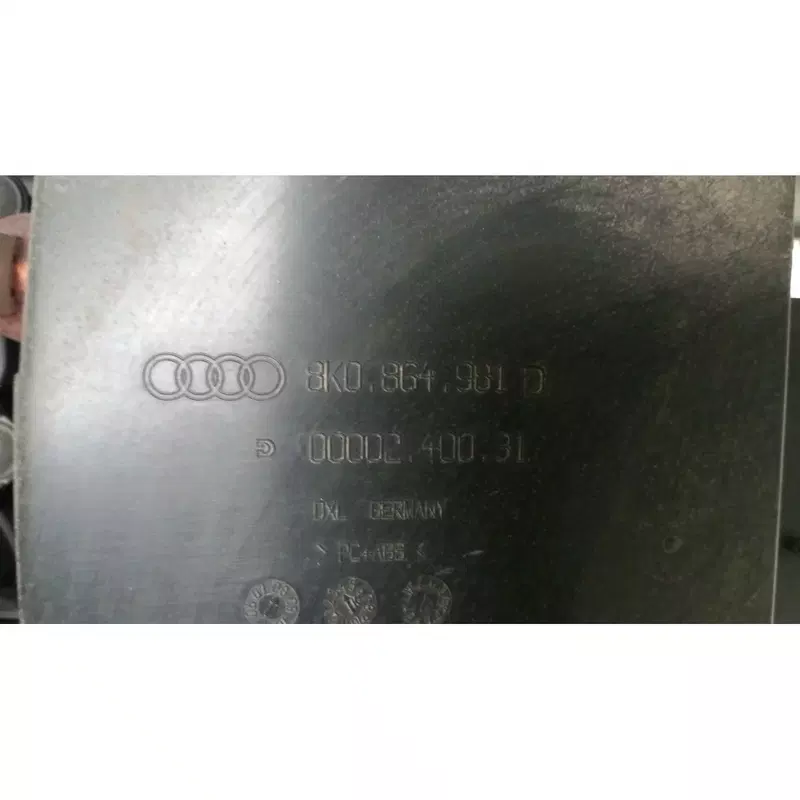 8K0.864.981 D
D 00002.400.31
DXL GERMANY
> PC+ABS <